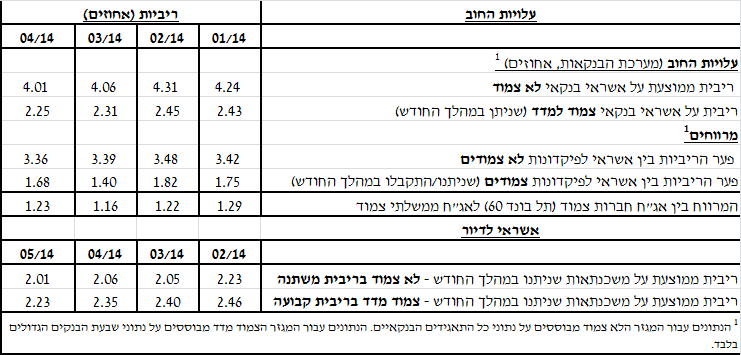 עלויות החוב ריביות (אחוזים)
01/14 02/14 03/14 04/14
עלויות החוב (מערכת הבנקאות, אחוזים) 1
ריבית ממוצעת על אשראי בנקאי לא צמוד 4.24 4.31 4.06 4.01
ריבית על אשראי בנקאי צמוד למדד (שניתן במהלך החודש) 2.43 2.45 2.31 2.25
מרווחים1
פער הריביות בין אשראי לפיקדונות לא צמודים 3.42 3.48 3.39 3.36
פער הריביות בין אשראי לפיקדונות צמודים (שניתנו/התקבלו במהלך החודש) 1.75 1.82 1.40 1.68
המרווח בין אג״ח חברות צמוד (תל בונד 60) לאג״ח ממשלתי צמוד 1.29 1.22 1.16 1.23
אשראי לדיור 02/14 03/14 04/14 05/14
ריבית ממוצעת על משכנתאות שניתנו במהלך החודש - לא צמוד בריבית משתנה 2.23 2.05 2.06 2.01
ריבית ממוצעת על משכנתאות שניתנו במהלך החודש - צמוד מדד בריבית קבועה 2.46 2.40 2.35 2.23
1 הנתונים עבור המגזר הלא צמוד מבוססים על נתוני כל התאגידים הבנקאיים. הנתונים עבור המגזר הצמוד מדד מבוססים על נתוני שבעת הבנקים הגדולים
בלבד.